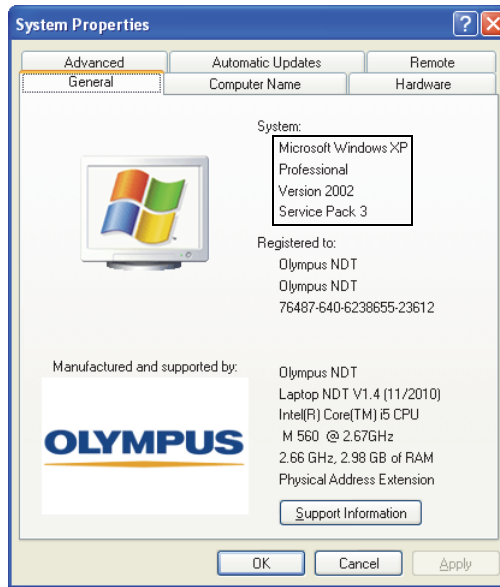 System Properties
Advanced
Automatic Updates
Remote
General
Computer Name
Hardware
System:
Microsoft Windows XP
Professional
Version 2002
Service Pack 3
Registered to:
Olympus NDT
Olympus NDT
76487-640-6238655-23612
Manufactured and supported by:
OLYMPUS
Olympus NDT
Laptop NDT V1.4 (11/2010)
Intel(R) Core(TM) i5 CPU
M 560 @ 2.67GHz
2.66 GHz, 2.98 GB of RAM
Physical Address Extension
Support Information
OK
Cancel
Apply